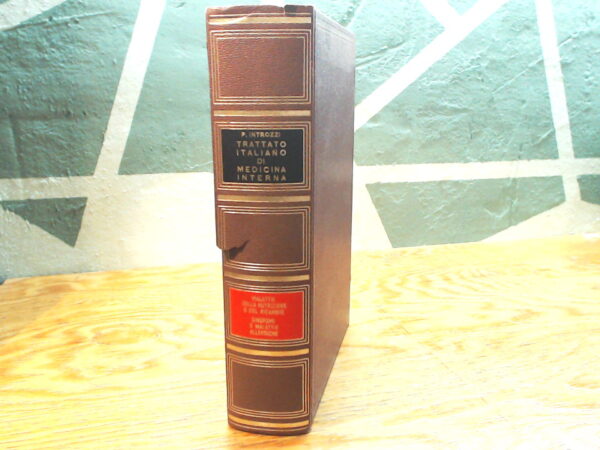 P. INTROZZI
TRATTATO
ITALIANO
DI
MEDICINA
INTERNA
MALATTIE
DELLA NUTRIZIONE
E DEL RICAMBIO
SINDROMI
E MALATTIE
ALLERGICHE